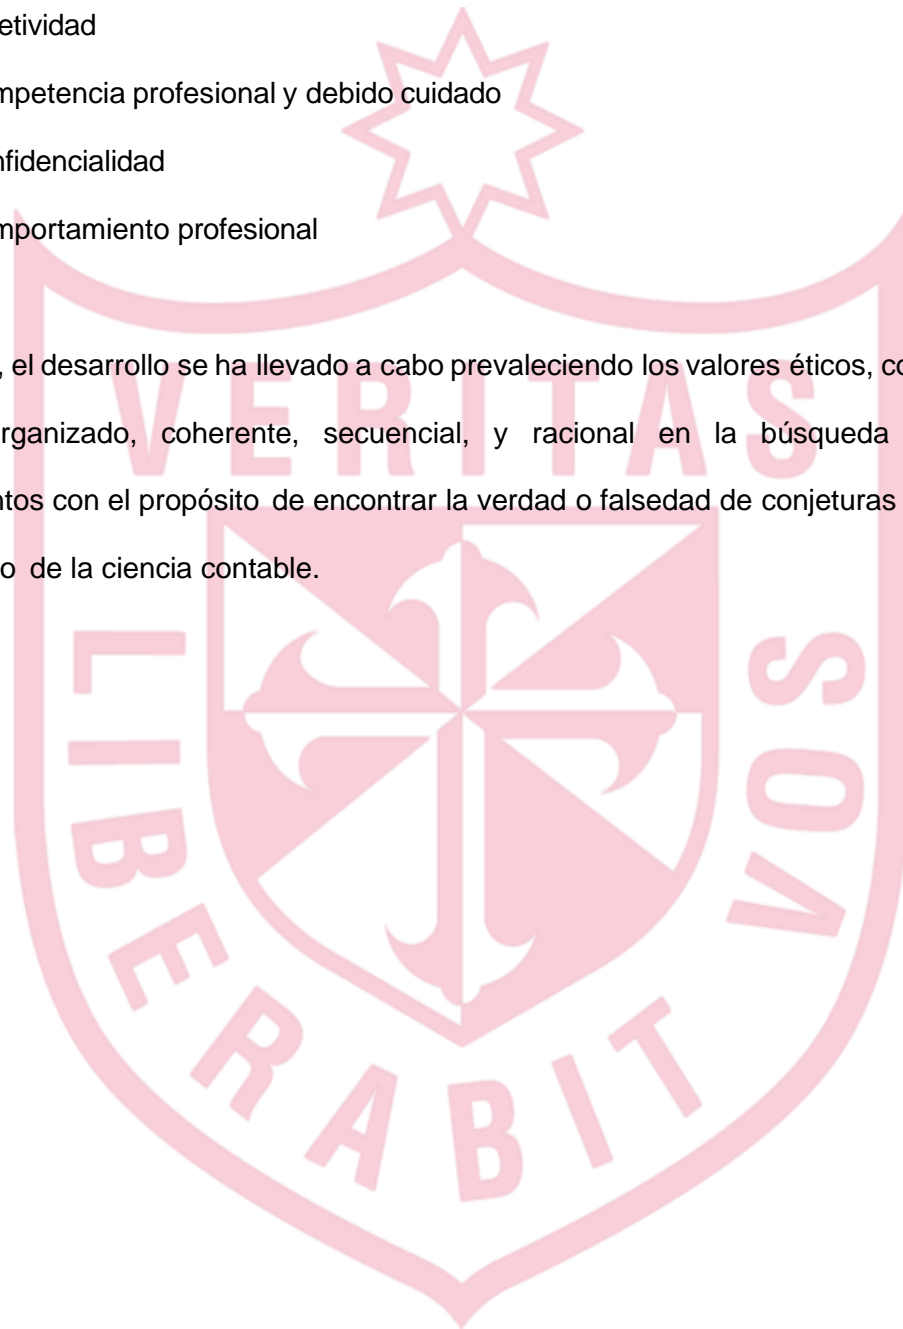 etividad
mpetencia profesional y debido cuidado
nfidencialidad
mportamiento profesional
, el desarrollo se ha llevado a cabo prevaleciendo los valores éticos, co
rganizado, coherente, secuencial, y racional en la búsqueda
ntos con el propósito de encontrar la verdad o falsedad de conjeturas
o de la ciencia contable.
VERITAS
LIBERABIT
VOS